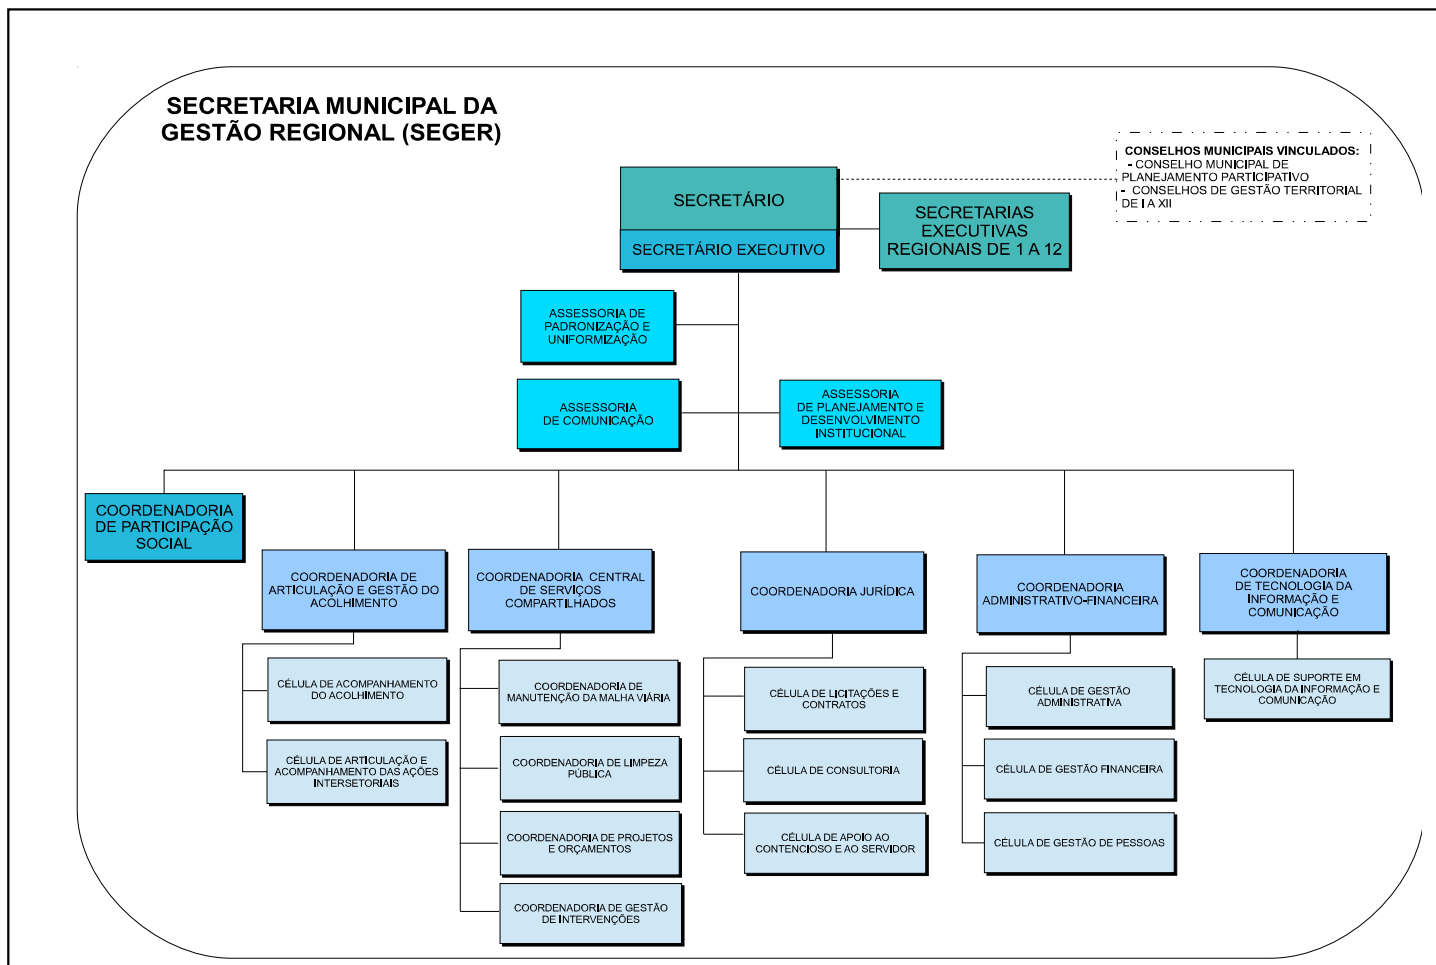 SECRETARIA MUNICIPAL DA
GESTÃO REGIONAL (SEGER)
CONSELHOS MUNICIPAIS VINCULADOS:
- CONSELHO MUNICIPAL DE
PLANEJAMENTO PARTICIPATIVO
- CONSELHOS DE GESTÃO TERRITORIAL
DE I A XII
SECRETÁRIO
SECRETÁRIO EXECUTIVO
SECRETARIAS
EXECUTIVAS
REGIONAIS DE 1 A 12
ASSESSORIA DE
PADRONIZAÇÃO E
UNIFORMIZAÇÃO
ASSESSORIA
DE COMUNICAÇÃO
ASSESSORIA
DE PLANEJAMENTO E
DESENVOLVIMENTO
INSTITUCIONAL
COORDENADORIA
DE PARTICIPAÇÃO
SOCIAL
COORDENADORIA DE
ARTICULAÇÃO E GESTÃO DO
ACOLHIMENTO
COORDENADORIA CENTRAL
DE SERVIÇOS
COMPARTILHADOS
COORDENADORIA JURÍDICA
COORDENADORIA
ADMINISTRATIVO-FINANCEIRA
COORDENADORIA
DE TECNOLOGIA DA
INFORMAÇÃO E
COMUNICAÇÃO
CÉLULA DE ACOMPANHAMENTO
DO ACOLHIMENTO
CÉLULA DE ARTICULAÇÃO E
ACOMPANHAMENTO DAS AÇÕES
INTERSETORIAIS
COORDENADORIA DE
MANUTENÇÃO DA MALHA VIÁRIA
COORDENADORIA DE LIMPEZA
PÚBLICA
COORDENADORIA DE PROJETOS
E ORÇAMENTOS
COORDENADORIA DE GESTÃO
DE INTERVENÇÕES
CÉLULA DE LICITAÇÕES E
CONTRATOS
CÉLULA DE CONSULTORIA
CÉLULA DE APOIO AO
CONTENCIOSO E AO SERVIDOR
CÉLULA DE GESTÃO
ADMINISTRATIVA
CÉLULA DE GESTÃO FINANCEIRA
CÉLULA DE GESTÃO DE PESSOAS
CÉLULA DE SUPORTE EM
TECNOLOGIA DA INFORMAÇÃO E
COMUNICAÇÃO